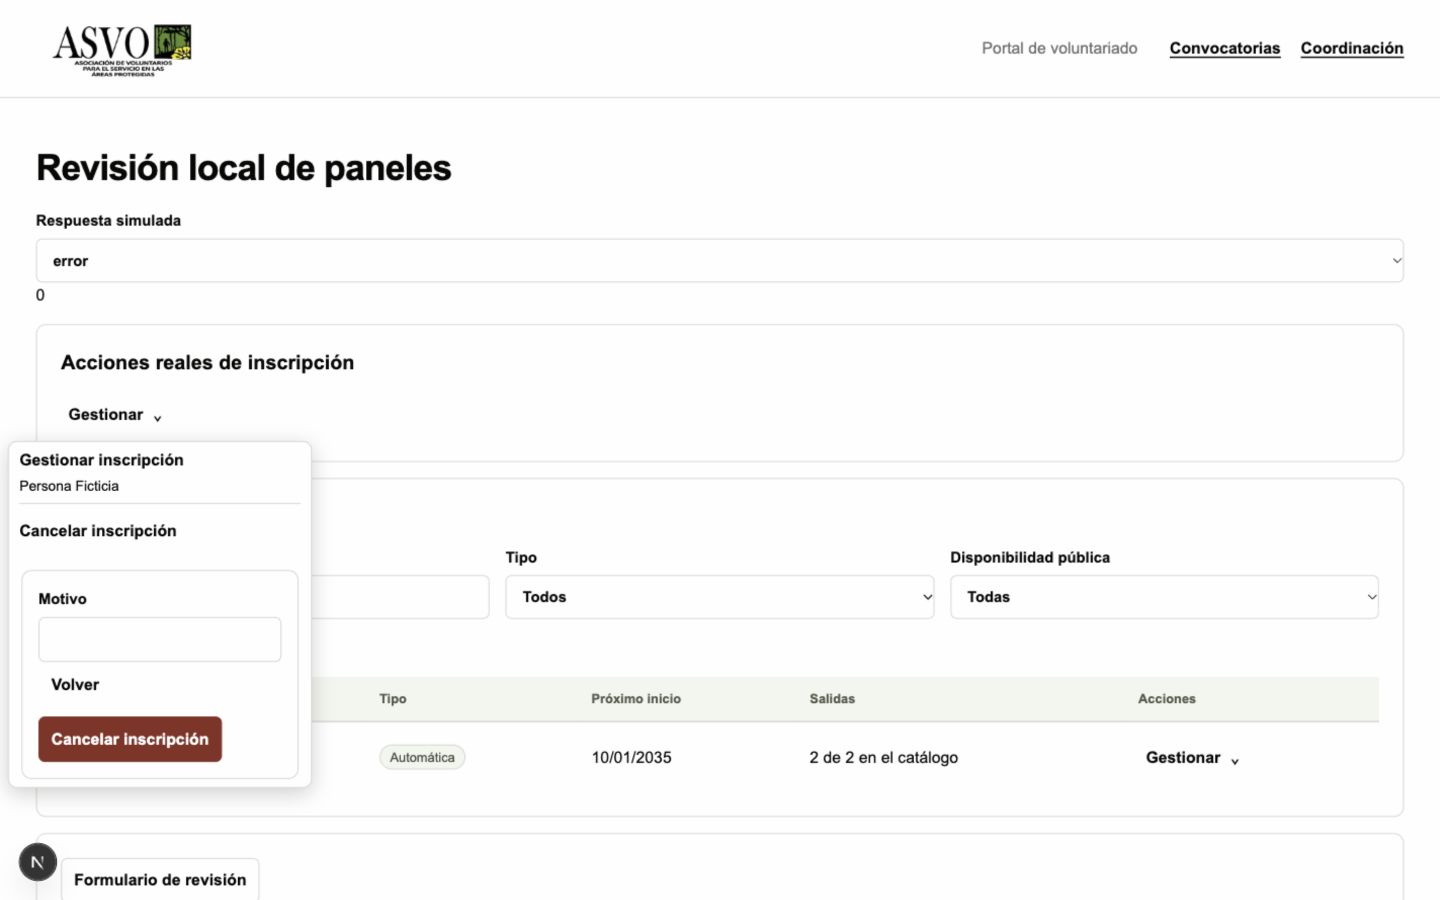 ASVO
ASOCIACIÓN DE VOLUNTARIOS
PARA EL SERVICIO EN LAS
ÁREAS PROTEGIDAS
Portal de voluntariado
Convocatorias
Coordinación
Revisión local de paneles
Respuesta simulada
error
0
Acciones reales de inscripción
Gestionar
Gestionar inscripción
Persona Ficticia
Cancelar inscripción
Motivo
Volver
Cancelar inscripción
Tipo
Disponibilidad pública
Todos
Todas
Tipo
Próximo inicio
Salidas
Acciones
Automática
10/01/2035
2 de 2 en el catálogo
Gestionar
N
Formulario de revisión